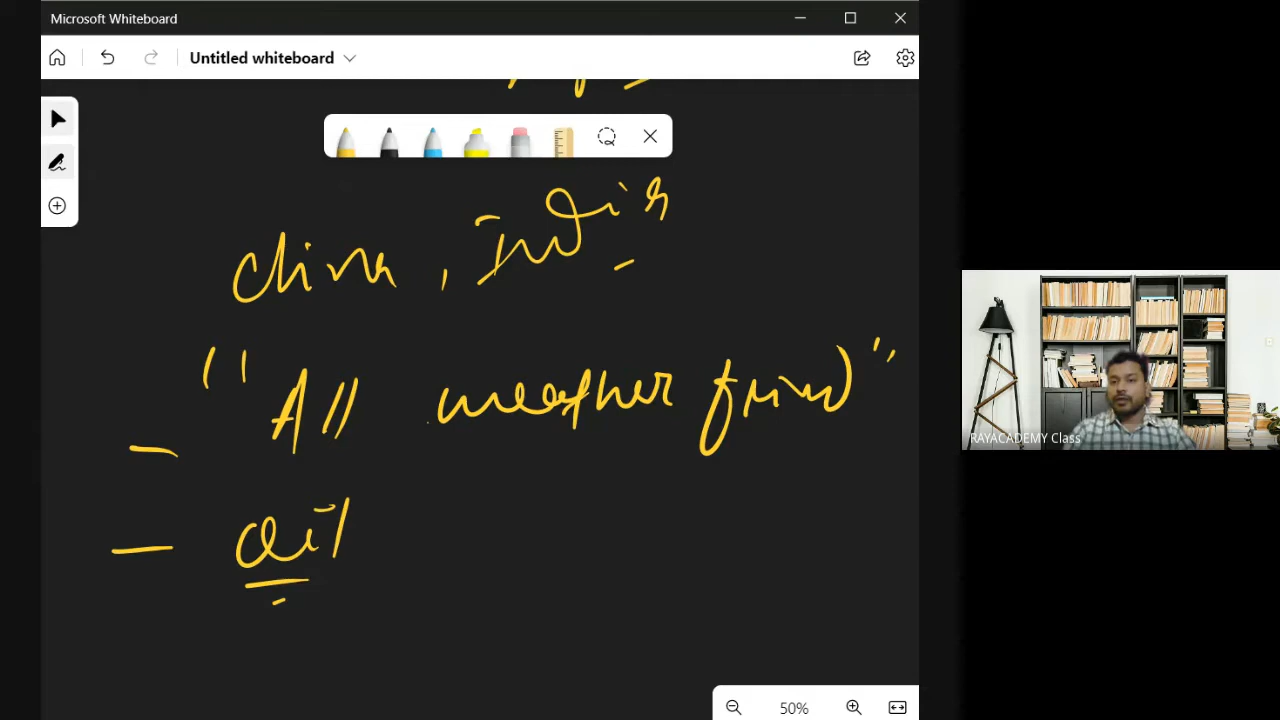 Microsoft Whiteboard
Untitled whiteboard
China, India
"All weather friend"
- Oil
RAYACADEMY Class
50%